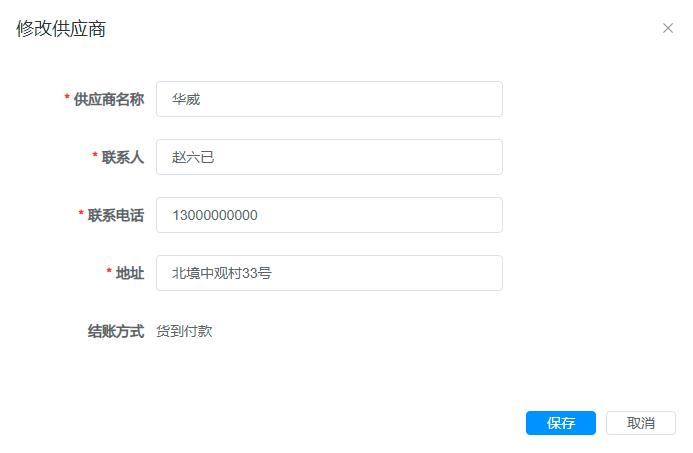 修改供应商
* 供应商名称 华威
* 联系人 赵六已
* 联系电话 13000000000
* 地址 北境中观村33号
结账方式 货到付款
保存 取消